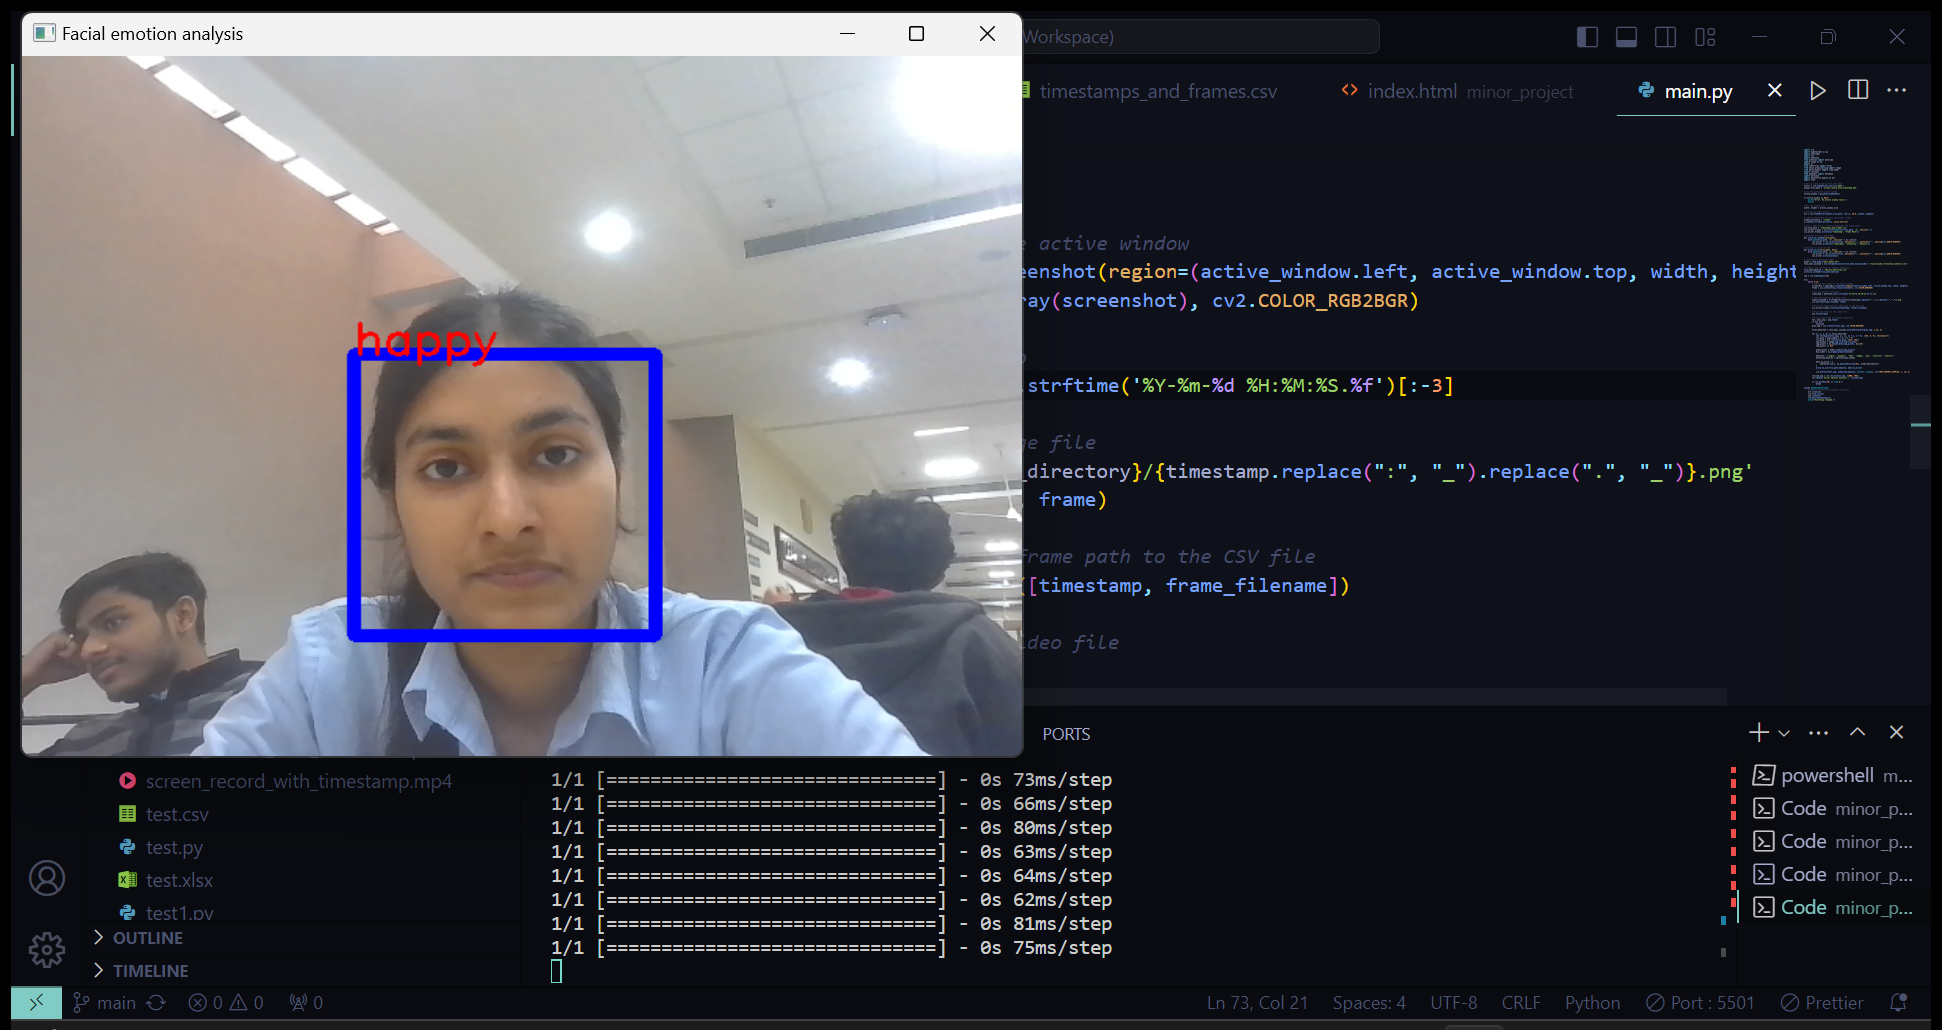 Facial emotion analysis
Workspace)
timestamps_and_frames.csv
index.html minor_project
main.py
active window
eenshot(region=(active_window.left, active_window.top, width, height
ray(screenshot), cv2.COLOR_RGB2BGR)
.strftime('%Y-%m-%d %H:%M:%S.%f')[:-3]
happy
ge file
_directory}/{timestamp.replace(":", "_").replace(".", "_")}.png'
frame)
frame path to the CSV file
([timestamp, frame_filename])
ideo file
PORTS
screen_record_with_timestamp.mp4
test.csv
test.py
test.xlsx
test1.py
OUTLINE
TIMELINE
1/1 [==============================] - 0s 73ms/step
1/1 [==============================] - 0s 66ms/step
1/1 [==============================] - 0s 80ms/step
1/1 [==============================] - 0s 63ms/step
1/1 [==============================] - 0s 64ms/step
1/1 [==============================] - 0s 62ms/step
1/1 [==============================] - 0s 81ms/step
1/1 [==============================] - 0s 75ms/step
powershell m...
Code minor_p...
Code minor_p...
Code minor_p...
Code minor_p...
main 0 0 0 Ln 73, Col 21 Spaces: 4 UTF-8 CRLF Python Port : 5501 Prettier